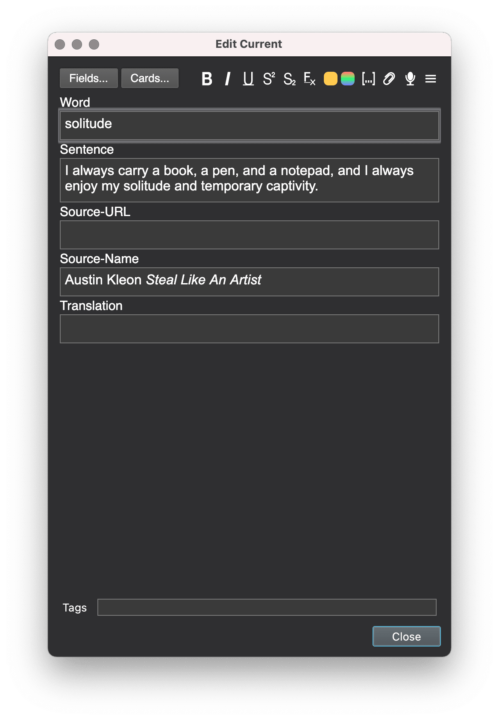 Edit Current
Fields... Cards... B I U S² S₂ Ex [...]
Word
solitude
Sentence
I always carry a book, a pen, and a notepad, and I always
enjoy my solitude and temporary captivity.
Source-URL
Source-Name
Austin Kleon Steal Like An Artist
Translation
Tags
Close